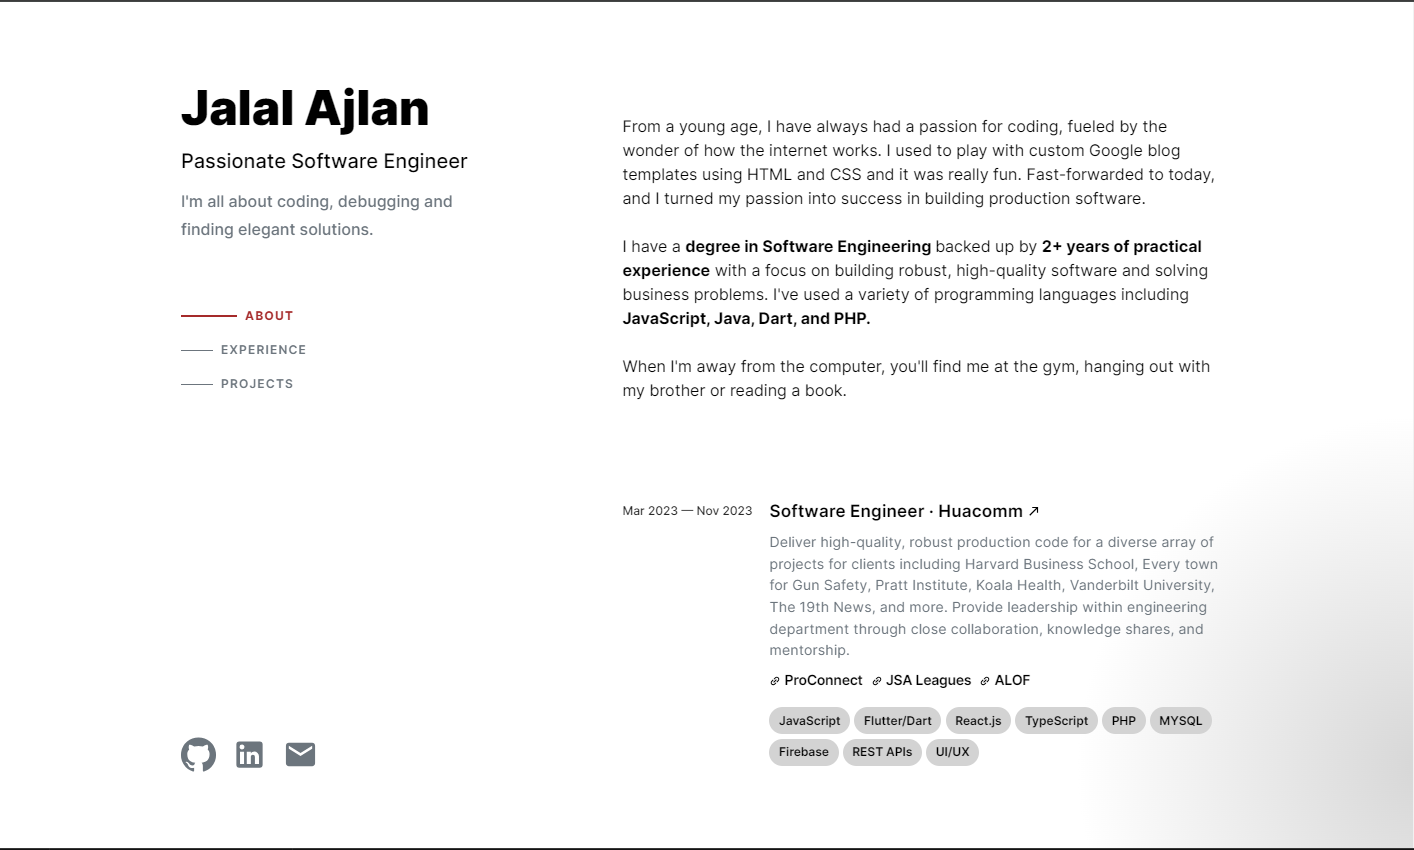 Jalal Ajlan
Passionate Software Engineer
I'm all about coding, debugging and
finding elegant solutions.
ABOUT
EXPERIENCE
PROJECTS
From a young age, I have always had a passion for coding, fueled by the
wonder of how the internet works. I used to play with custom Google blog
templates using HTML and CSS and it was really fun. Fast-forwarded to today,
and I turned my passion into success in building production software.
I have a degree in Software Engineering backed up by 2+ years of practical
experience with a focus on building robust, high-quality software and solving
business problems. I've used a variety of programming languages including
JavaScript, Java, Dart, and PHP.
When I'm away from the computer, you'll find me at the gym, hanging out with
my brother or reading a book.
Mar 2023 — Nov 2023 Software Engineer · Huacomm ↗
Deliver high-quality, robust production code for a diverse array of
projects for clients including Harvard Business School, Every town
for Gun Safety, Pratt Institute, Koala Health, Vanderbilt University,
The 19th News, and more. Provide leadership within engineering
department through close collaboration, knowledge shares, and
mentorship.
ProConnect JSA Leagues ALOF
JavaScript Flutter/Dart React.js TypeScript PHP MYSQL
Firebase REST APIs UI/UX
in